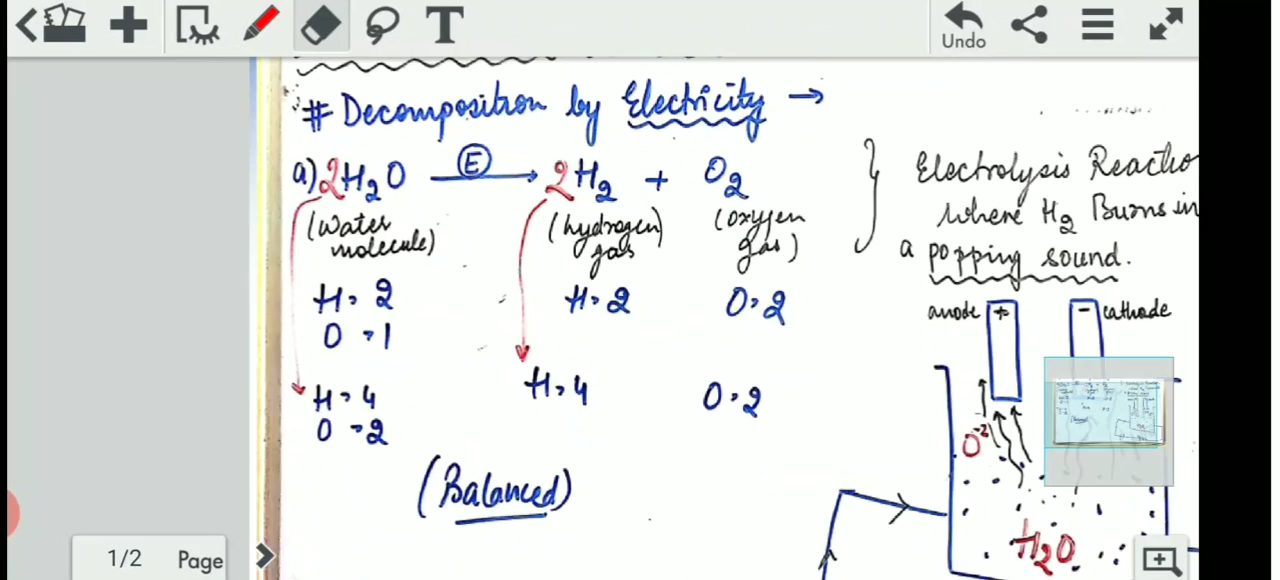 T
Undo
# Decomposition by Electricity →
a) 2H₂O —(E)→ 2H₂ + O₂
(water molecule)
(hydrogen gas)
(oxygen gas)
H = 2
O = 1
H = 2
O = 2
H = 4
O = 2
H = 4
O = 2
(Balanced)
Electrolysis Reactio
where H₂ Burns in
a popping sound.
anode +
- cathode
O⁻²
H₂O
1/2 Page